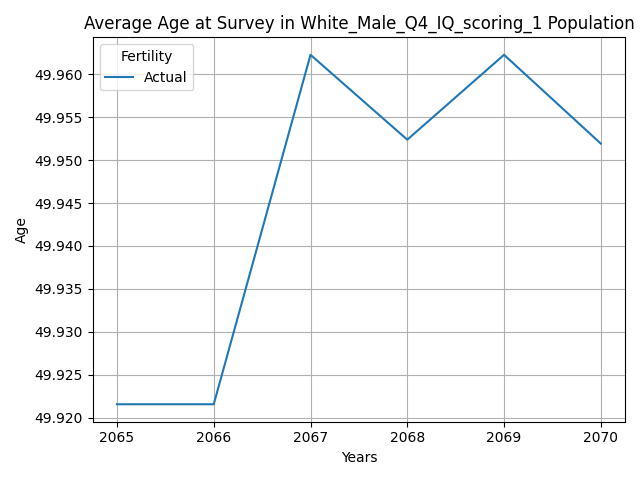 Average Age at Survey in White_Male_Q4_IQ_scoring_1 Population
Fertility
Actual
49.960
49.955
49.950
49.945
49.940
49.935
49.930
49.925
49.920
Age
2065 2066 2067 2068 2069 2070
Years